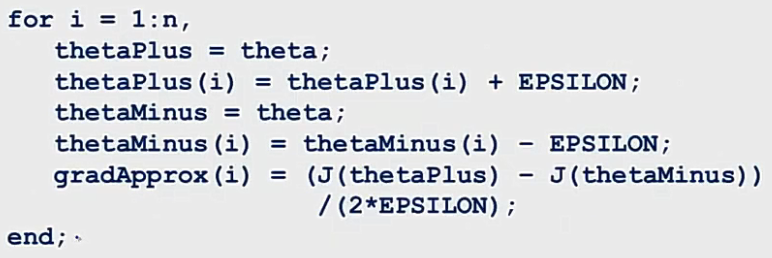 for i = 1:n,
thetaPlus = theta;
thetaPlus(i) = thetaPlus(i) + EPSILON;
thetaMinus = theta;
thetaMinus(i) = thetaMinus(i) - EPSILON;
gradApprox(i) = (J(thetaPlus) - J(thetaMinus))
/(2*EPSILON);
end;